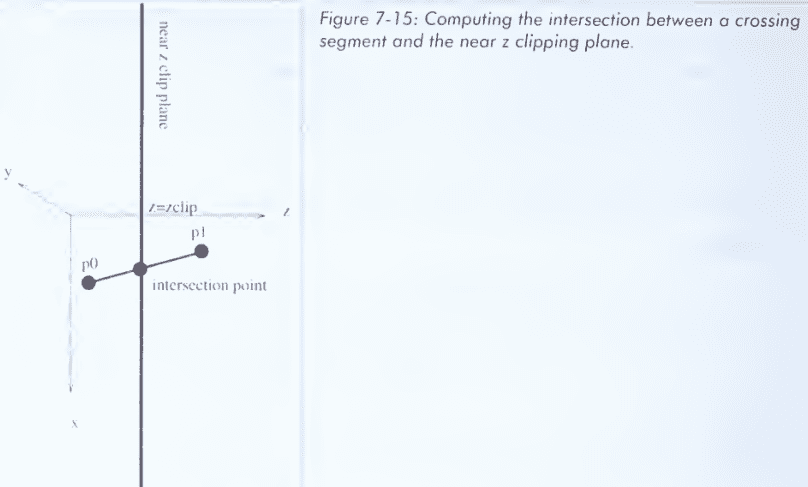 Figure 7-15: Computing the intersection between a crossing
segment and the near z clipping plane.
near z clip plane
y
z=zclip
z
p1
p0
intersection point
x